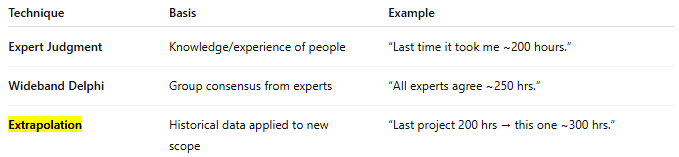 Technique Basis Example
Expert Judgment Knowledge/experience of people “Last time it took me ~200 hours.”
Wideband Delphi Group consensus from experts “All experts agree ~250 hrs.”
Extrapolation Historical data applied to new “Last project 200 hrs → this one ~300 hrs.”
scope